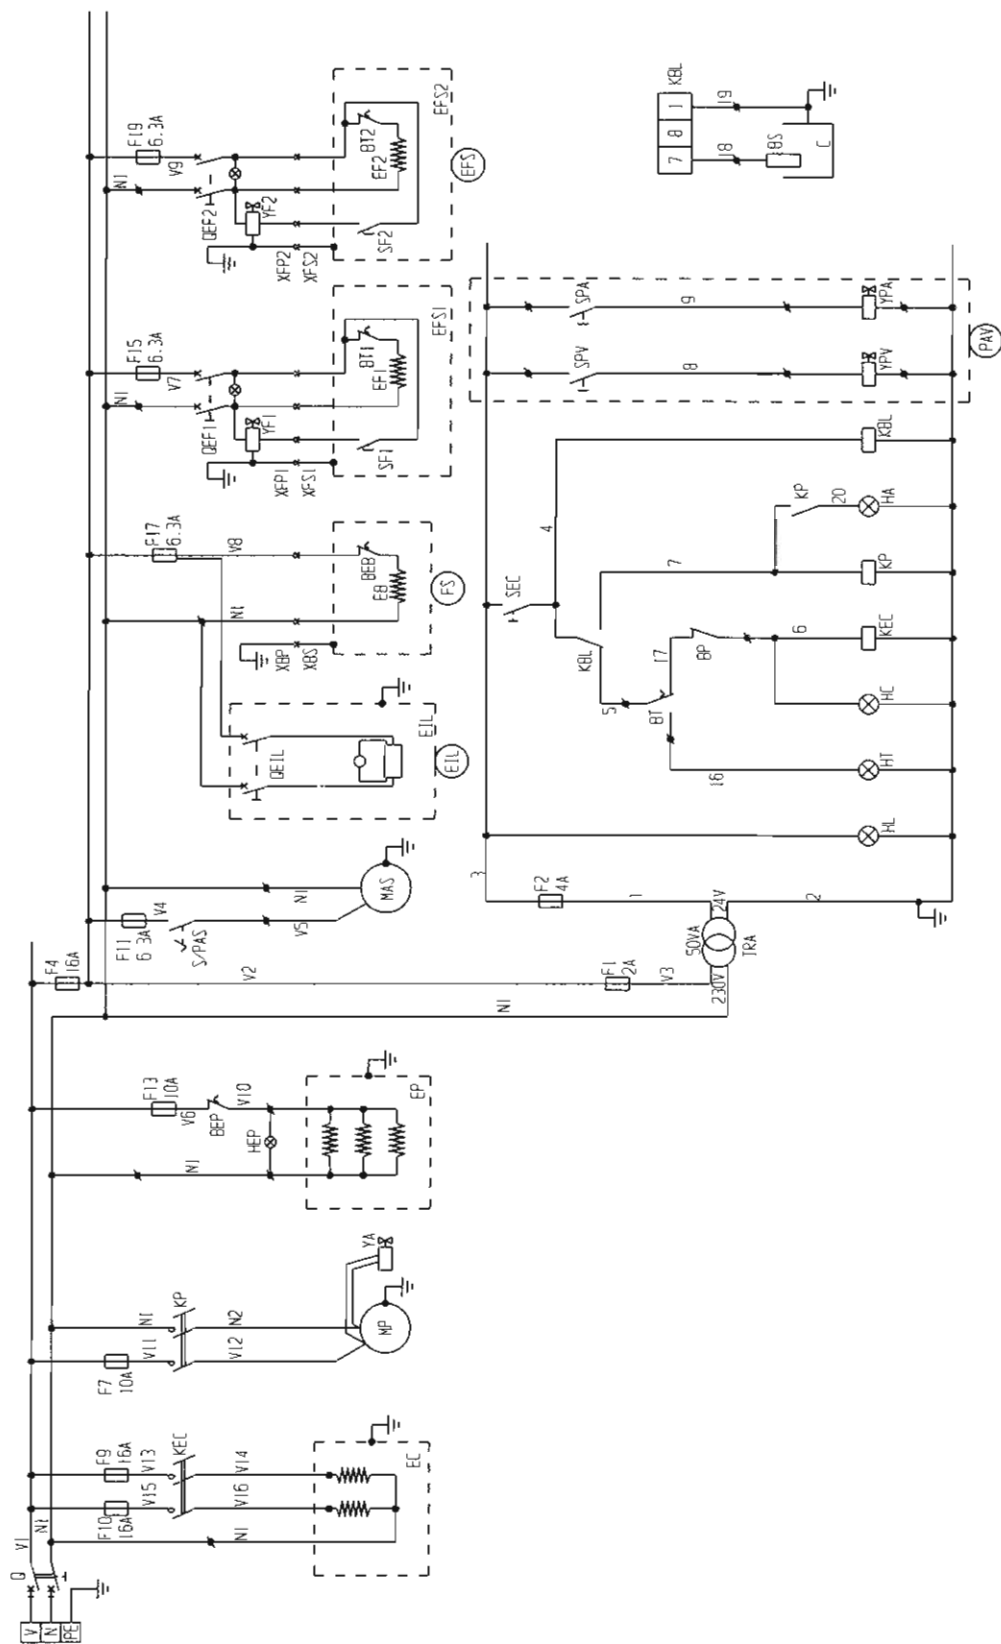 V
N
PE
Q
V1
N1
F10
16A
F9
16A
V15
V13
KEC
V16
V14
N1
EC
F7
10A
V11
N1
KP
V12
N2
MP
YA
N1
F13
10A
V6
BEP
V10
HEP
EP
F4
16A
V2
F1
2A
V3
N1
230V
50VA
24V
TRA
F11
6.3A
V4
S/PAS
V5
N1
MAS
QEIL
EIL
EIL
XBP
XBS
N1
F17
6.3A
V8
BEB
EB
FS
XFP1
XFS1
YF1
QEF1
N1
F15
6.3A
V7
SF1
BT1
EF1
EFS1
XFP2
XFS2
YF2
QEF2
N1
F19
6.3A
V9
SF2
BT2
EF2
EFS2
EFS
1
F2
4A
2
3
HL
16
HT
BT
5
HC
17
BP
6
KEC
KBL
SEC
4
7
KP
KP
20
HA
KBL
SPV
8
YPV
SPA
9
YPA
PAV
7
8
1
KBL
18
19
BS
C